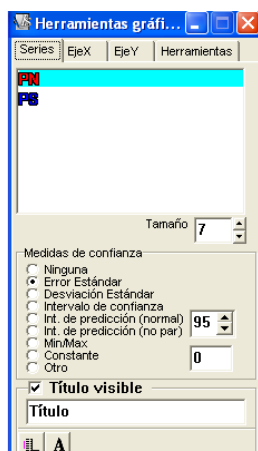 Herramientas gráfi...
Series EjeX EjeY Herramientas
PN
PG
Tamaño 7
Medidas de confianza
Ninguna
Error Estándar
Desviación Estándar
Intervalo de confianza
Int. de predicción (normal) 95
Int. de predicción (no par)
Min/Max
Constante 0
Otro
Título visible
Título
A